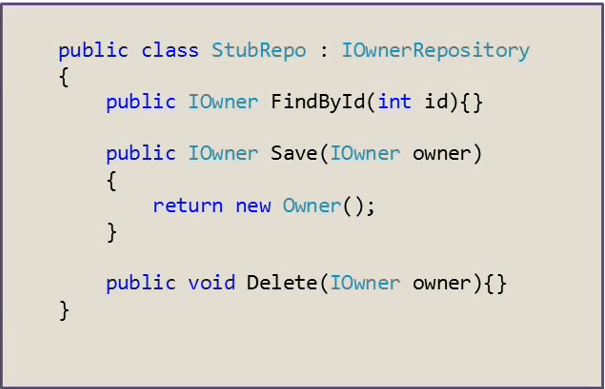 public class StubRepo : IOwnerRepository
{
    public IOwner FindById(int id){}
    public IOwner Save(IOwner owner)
    {
        return new Owner();
    }
    public void Delete(IOwner owner){}
}